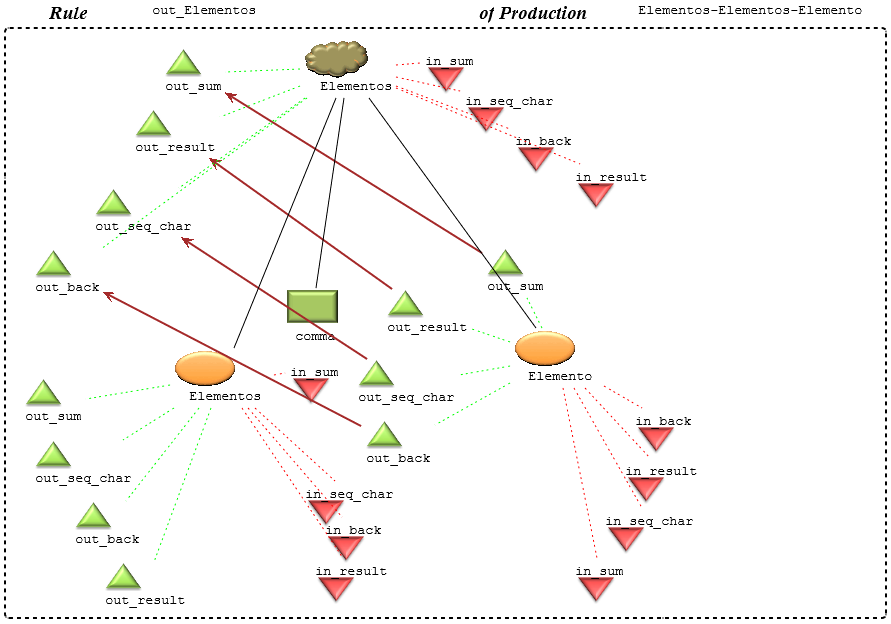 Rule out_Elementos of Production Elementos-Elementos-Elemento
in_sum
out_sum
Elementos
in_seq_char
out_result
in_back
in_result
out_seq_char
out_back
out_sum
out_result
comma
in_sum
Elemento
Elementos
out_seq_char
out_sum
in_back
out_back
in_result
out_seq_char
in_seq_char
in_seq_char
in_back
out_back
in_result
in_sum
out_result